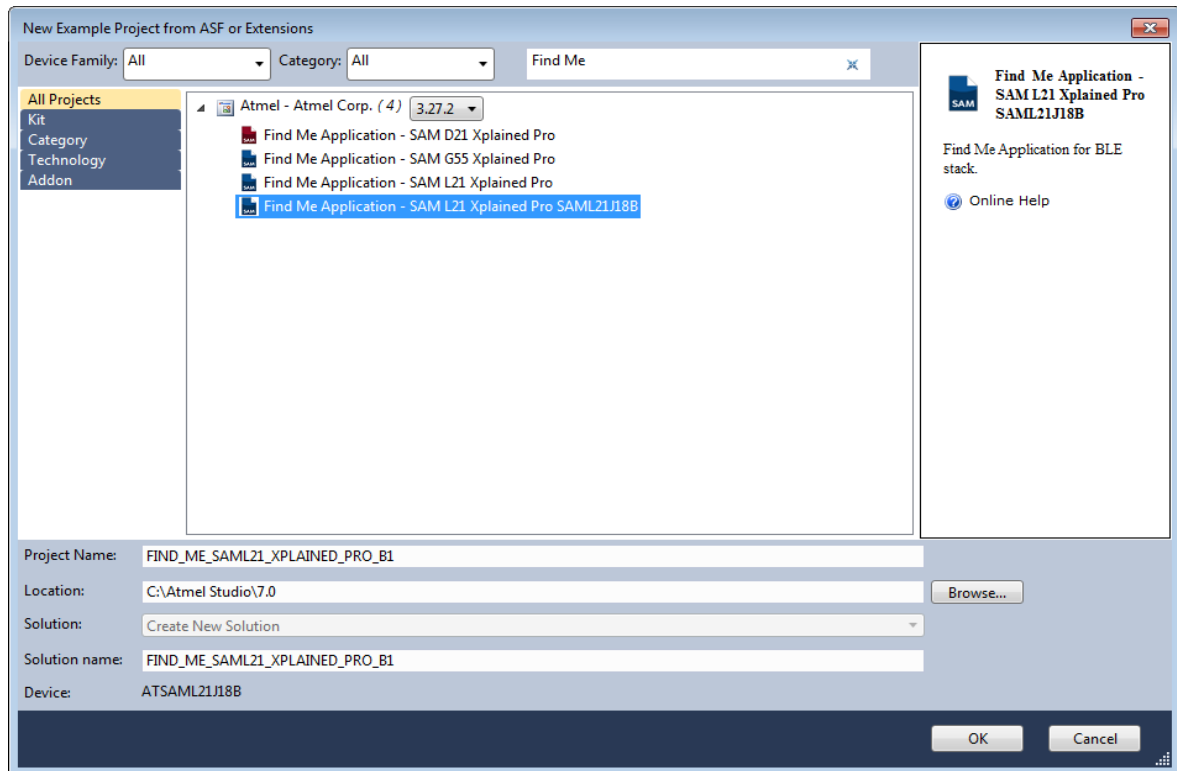 New Example Project from ASF or Extensions
Device Family: All Category: All Find Me
All Projects
Kit
Category
Technology
Addon
Atmel - Atmel Corp. (4) 3.27.2
Find Me Application - SAM D21 Xplained Pro
Find Me Application - SAM G55 Xplained Pro
Find Me Application - SAM L21 Xplained Pro
Find Me Application - SAM L21 Xplained Pro SAML21J18B
SAM
Find Me Application -
SAM L21 Xplained Pro
SAML21J18B
Find Me Application for BLE
stack.
Online Help
Project Name: FIND_ME_SAML21_XPLAINED_PRO_B1
Location: C:\Atmel Studio\7.0 Browse...
Solution: Create New Solution
Solution name: FIND_ME_SAML21_XPLAINED_PRO_B1
Device: ATSAML21J18B
OK Cancel